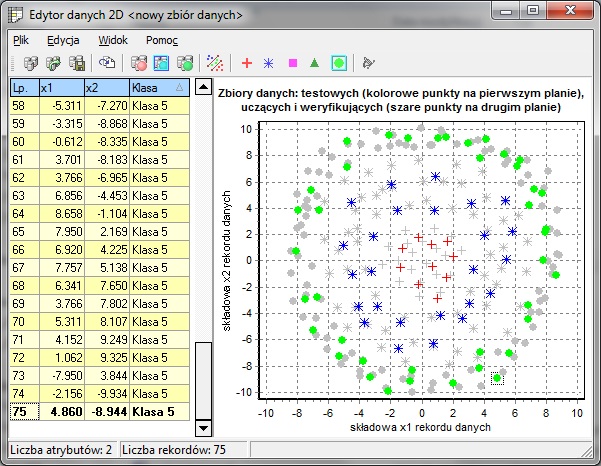 Edytor danych 2D <nowy zbiór danych>
Plik Edycja Widok Pomoc
Lp. x1 x2 Klasa
58 -5.311 -7.270 Klasa 5
59 -3.315 -8.868 Klasa 5
60 -0.612 -8.335 Klasa 5
61 3.701 -8.183 Klasa 5
62 3.766 -6.965 Klasa 5
63 6.856 -4.453 Klasa 5
64 8.658 -1.104 Klasa 5
65 7.950 2.169 Klasa 5
66 6.920 4.225 Klasa 5
67 7.757 5.138 Klasa 5
68 6.341 7.650 Klasa 5
69 3.766 7.802 Klasa 5
70 5.311 8.107 Klasa 5
71 4.152 9.249 Klasa 5
72 1.062 9.325 Klasa 5
73 -7.950 3.844 Klasa 5
74 -2.156 -9.934 Klasa 5
75 4.860 -8.944 Klasa 5
Zbiory danych: testowych (kolorowe punkty na pierwszym planie),
uczących i weryfikujących (szare punkty na drugim planie)
składowa x2 rekordu danych
10
8
6
4
2
0
-2
-4
-6
-8
-10
-10 -8 -6 -4 -2 0 2 4 6 8 10
składowa x1 rekordu danych
Liczba atrybutów: 2 Liczba rekordów: 75